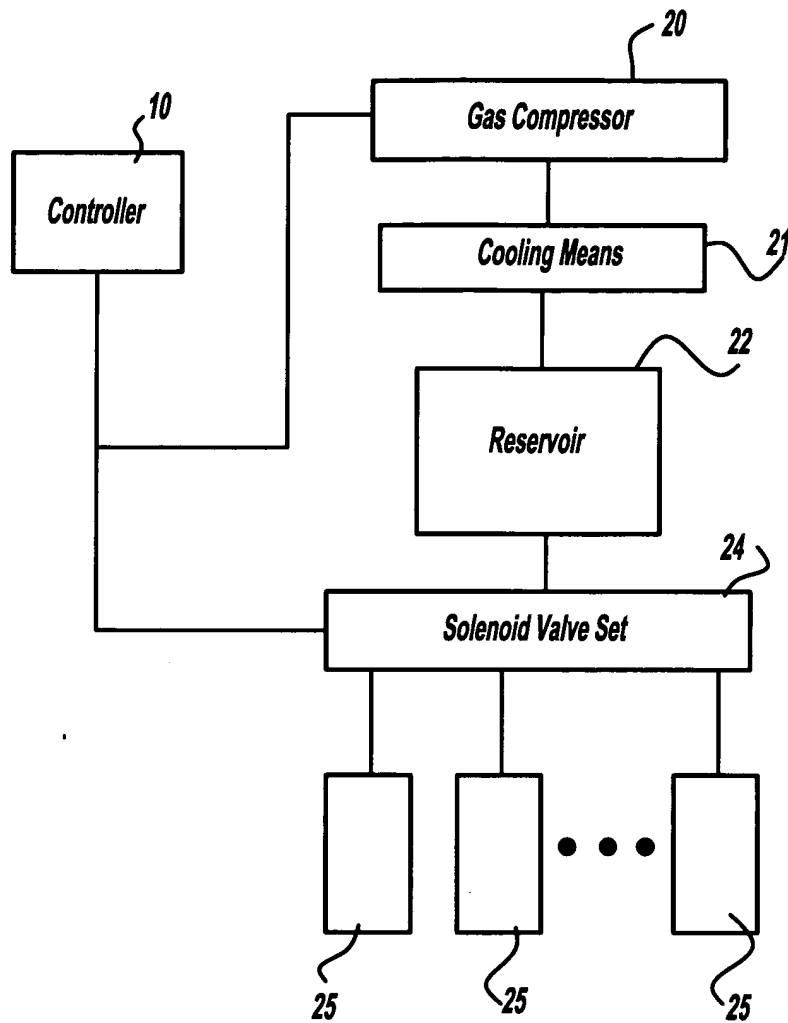 20
Gas Compressor
10
Controller
21
Cooling Means
22
Reservoir
24
Solenoid Valve Set
25
25
25